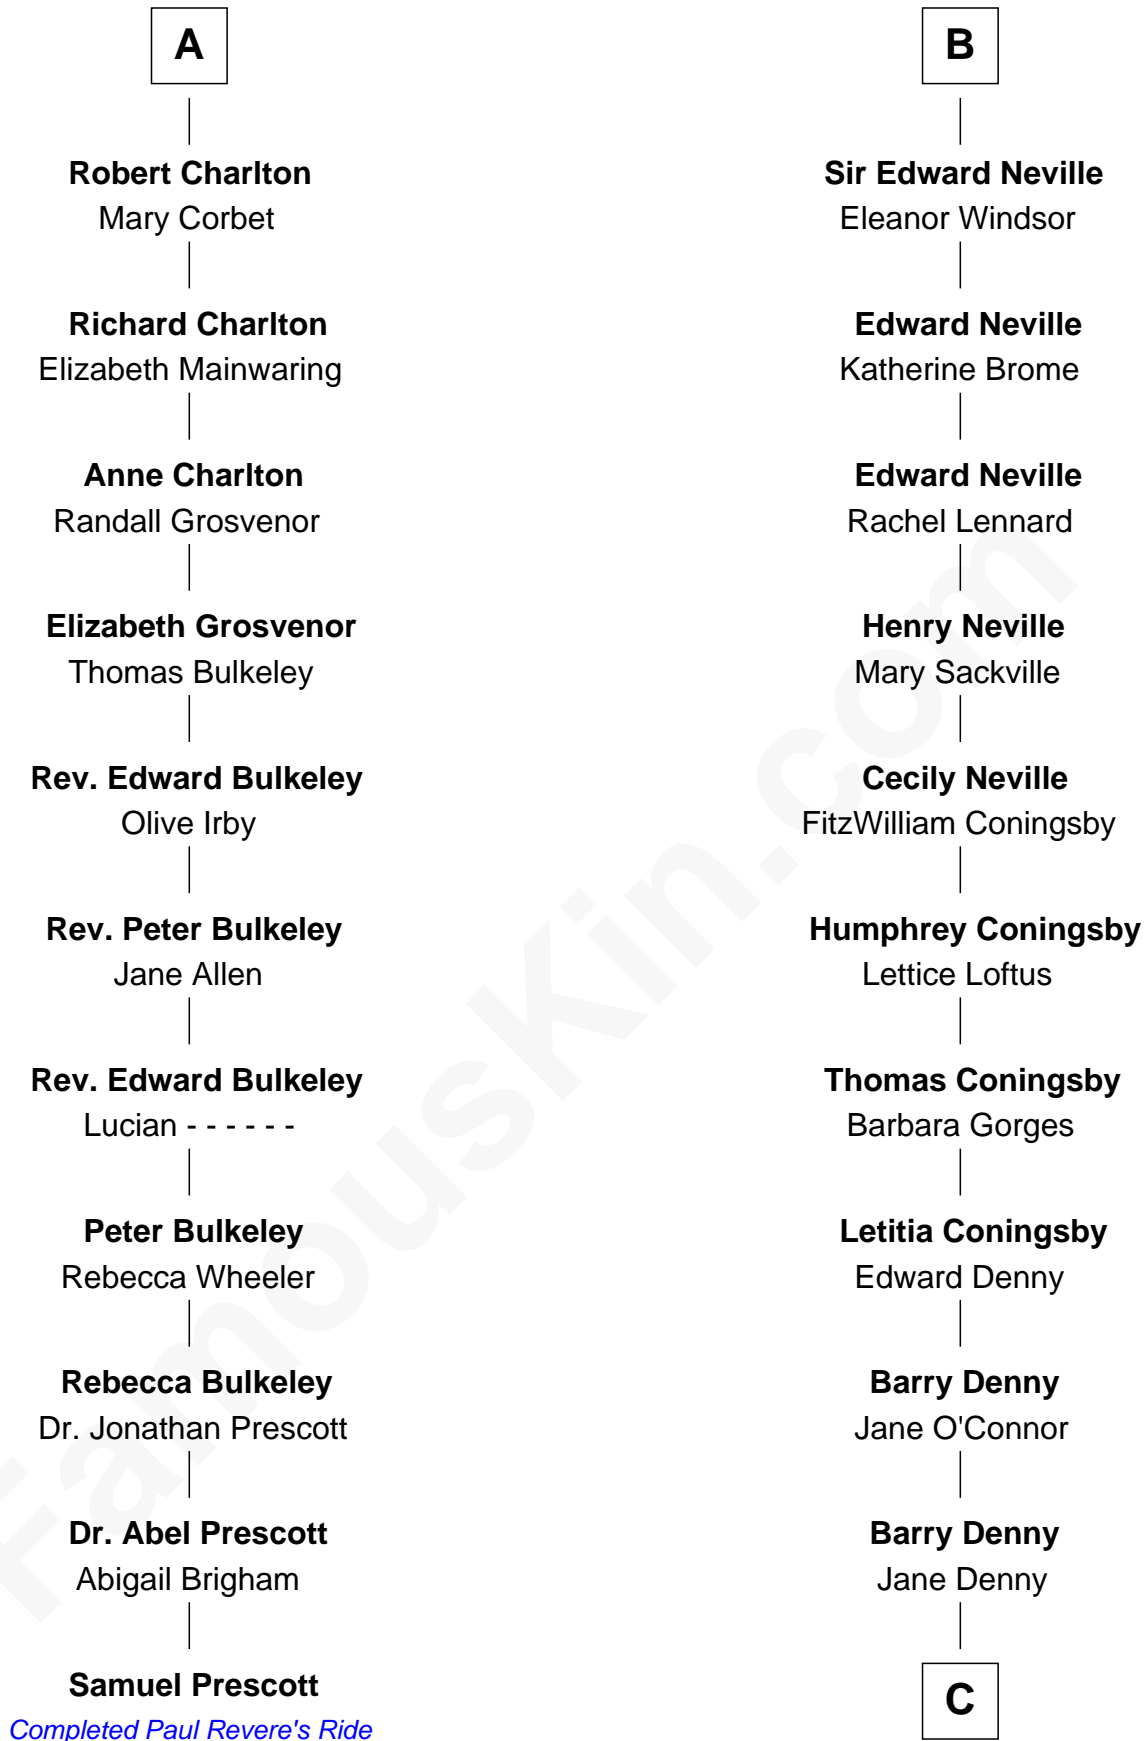 A
Robert Charlton
Mary Corbet
Richard Charlton
Elizabeth Mainwaring
Anne Charlton
Randall Grosvenor
Elizabeth Grosvenor
Thomas Bulkeley
Rev. Edward Bulkeley
Olive Irby
Rev. Peter Bulkeley
Jane Allen
Rev. Edward Bulkeley
Lucian - - - - - -
Peter Bulkeley
Rebecca Wheeler
Rebecca Bulkeley
Dr. Jonathan Prescott
Dr. Abel Prescott
Abigail Brigham
Samuel Prescott
Completed Paul Revere's Ride
B
Sir Edward Neville
Eleanor Windsor
Edward Neville
Katherine Brome
Edward Neville
Rachel Lennard
Henry Neville
Mary Sackville
Cecily Neville
FitzWilliam Coningsby
Humphrey Coningsby
Lettice Loftus
Thomas Coningsby
Barbara Gorges
Letitia Coningsby
Edward Denny
Barry Denny
Jane O'Connor
Barry Denny
Jane Denny
C
FamousKin.com